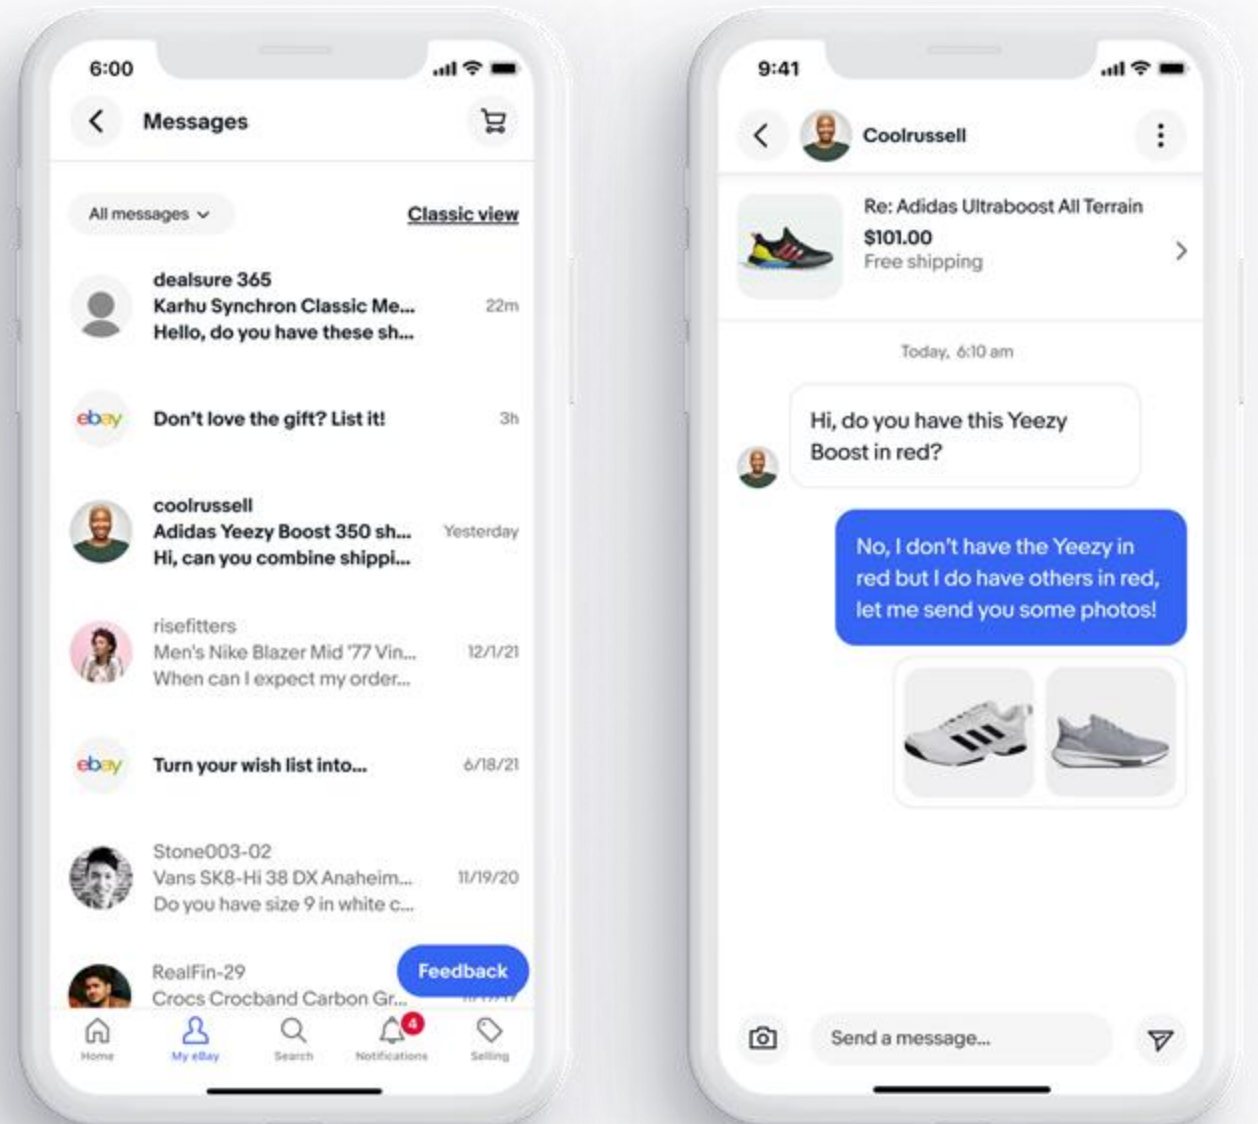 6:00
Messages
All messages
Classic view
dealsure 365
Karhu Synchron Classic Me...
22m
Hello, do you have these sh...
ebay
Don't love the gift? List it!
3h
coolrussell
Adidas Yeezy Boost 350 sh...
Yesterday
Hi, can you combine shippi...
risefitters
Men's Nike Blazer Mid '77 Vin...
12/1/21
When can I expect my order...
ebay
Turn your wish list into...
6/18/21
Stone003-02
Vans SK8-Hi 38 DX Anaheim...
11/19/20
Do you have size 9 in white c...
RealFin-29
Feedback
Crocs Crocband Carbon Gr...
4
Home
My eBay
Search
Notifications
Selling
9:41
Coolrussell
Re: Adidas Ultraboost All Terrain
$101.00
Free shipping
Today, 6:10 am
Hi, do you have this Yeezy
Boost in red?
No, I don't have the Yeezy in
red but I do have others in red,
let me send you some photos!
Send a message...